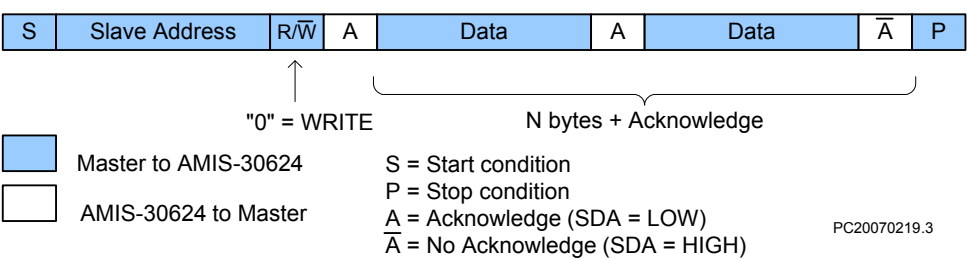 S Slave Address R/W̅ A Data A Data A̅ P
"0" = WRITE
N bytes + Acknowledge
Master to AMIS-30624
AMIS-30624 to Master
S = Start condition
P = Stop condition
A = Acknowledge (SDA = LOW)
A̅ = No Acknowledge (SDA = HIGH)
PC20070219.3